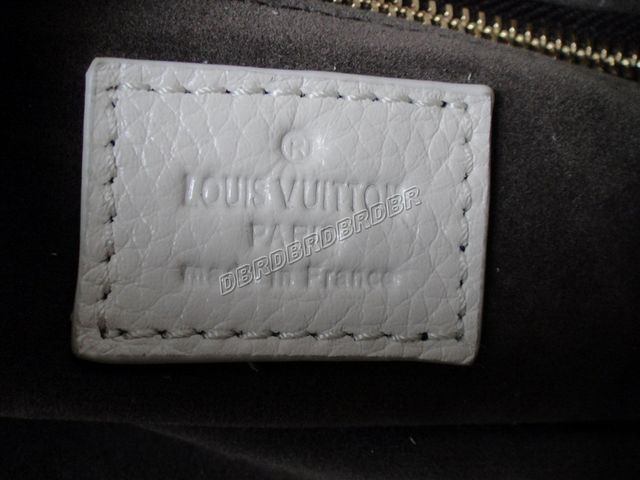 ®
LOUIS VUITTON
PARIS
made in France
DBRDBRDBRDBR